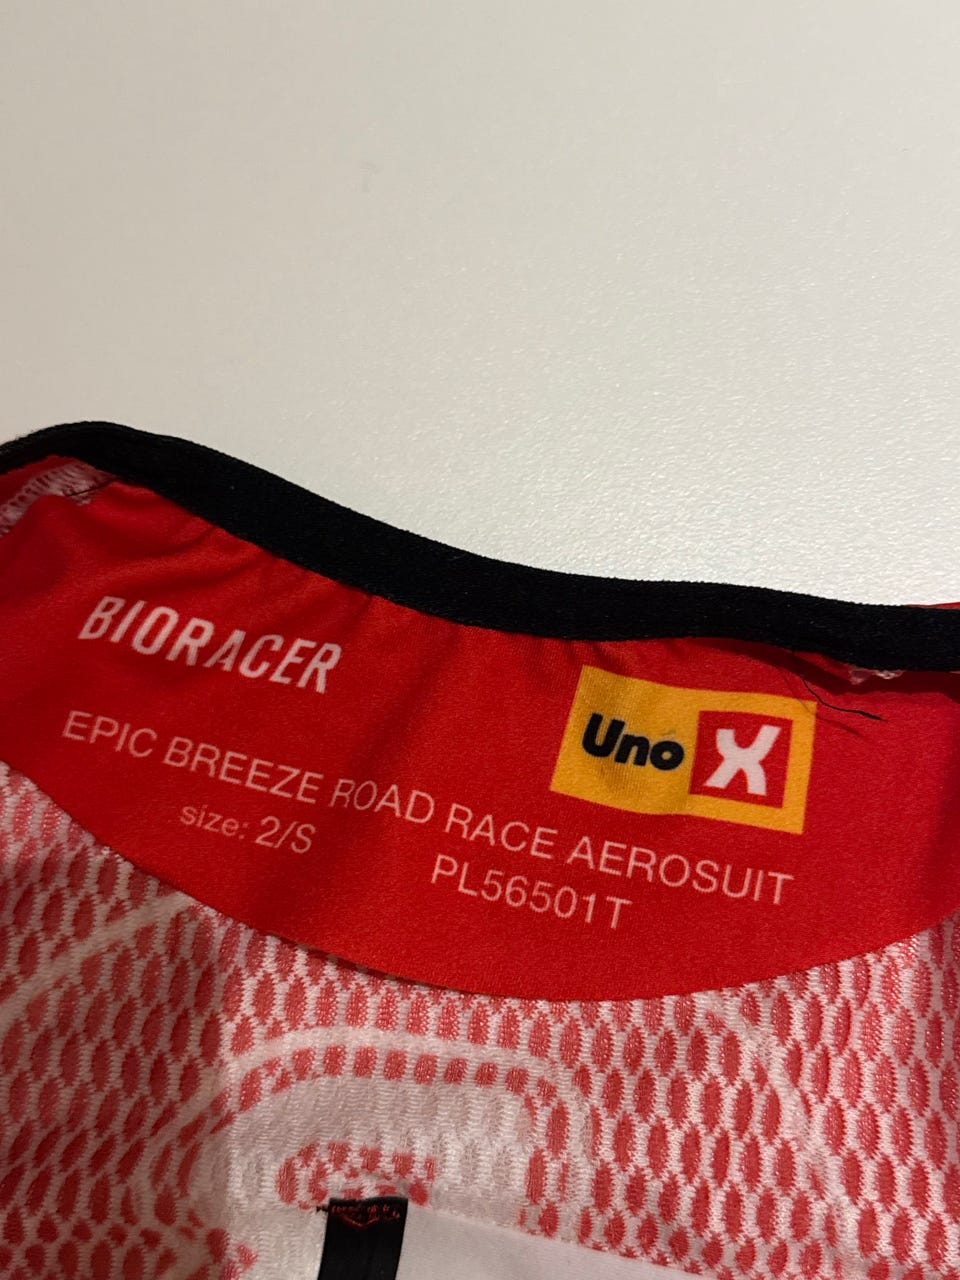 BIORACER
Uno X
EPIC BREEZE ROAD RACE AEROSUIT
size: 2/S
PL56501T